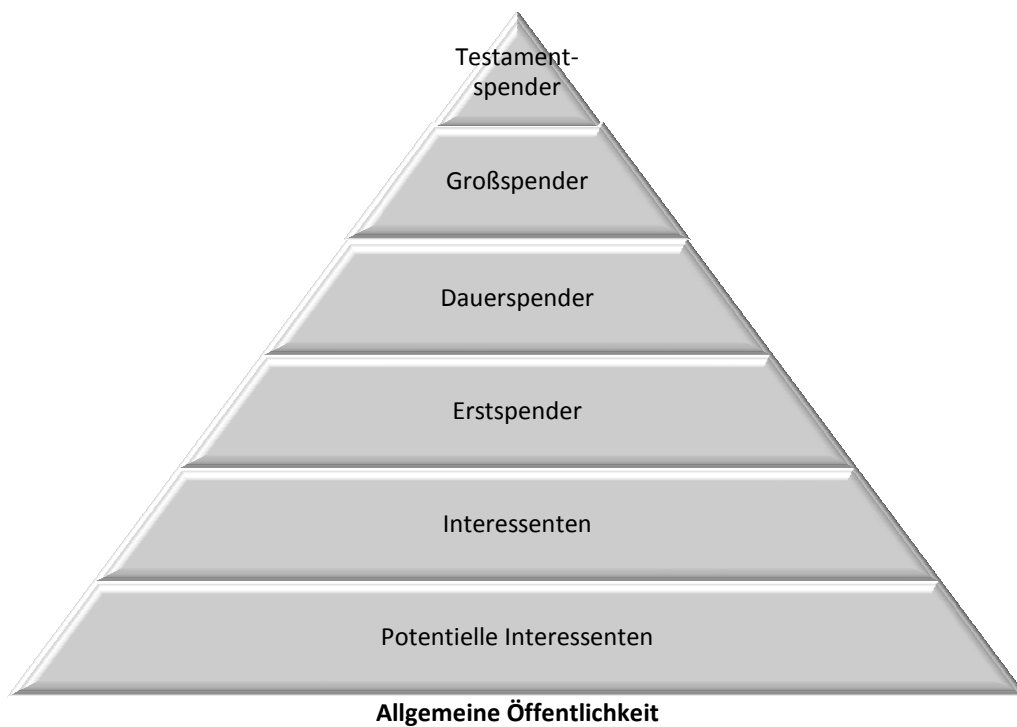 Testament-
spender
Großspender
Dauerspender
Erstspender
Interessenten
Potentielle Interessenten
Allgemeine Öffentlichkeit